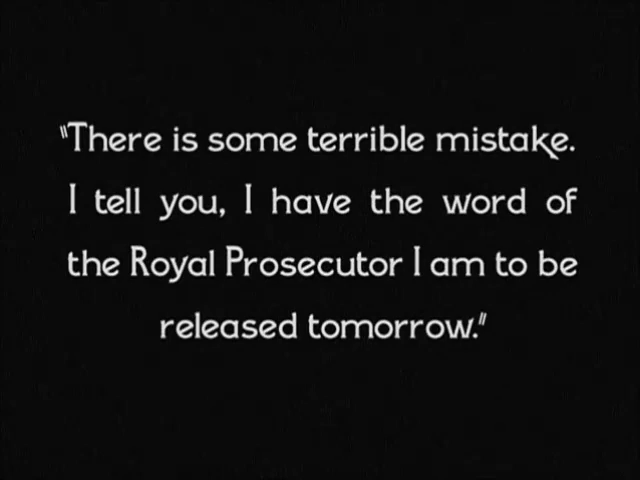 "There is some terrible mistake.
I tell you, I have the word of
the Royal Prosecutor I am to be
released tomorrow."